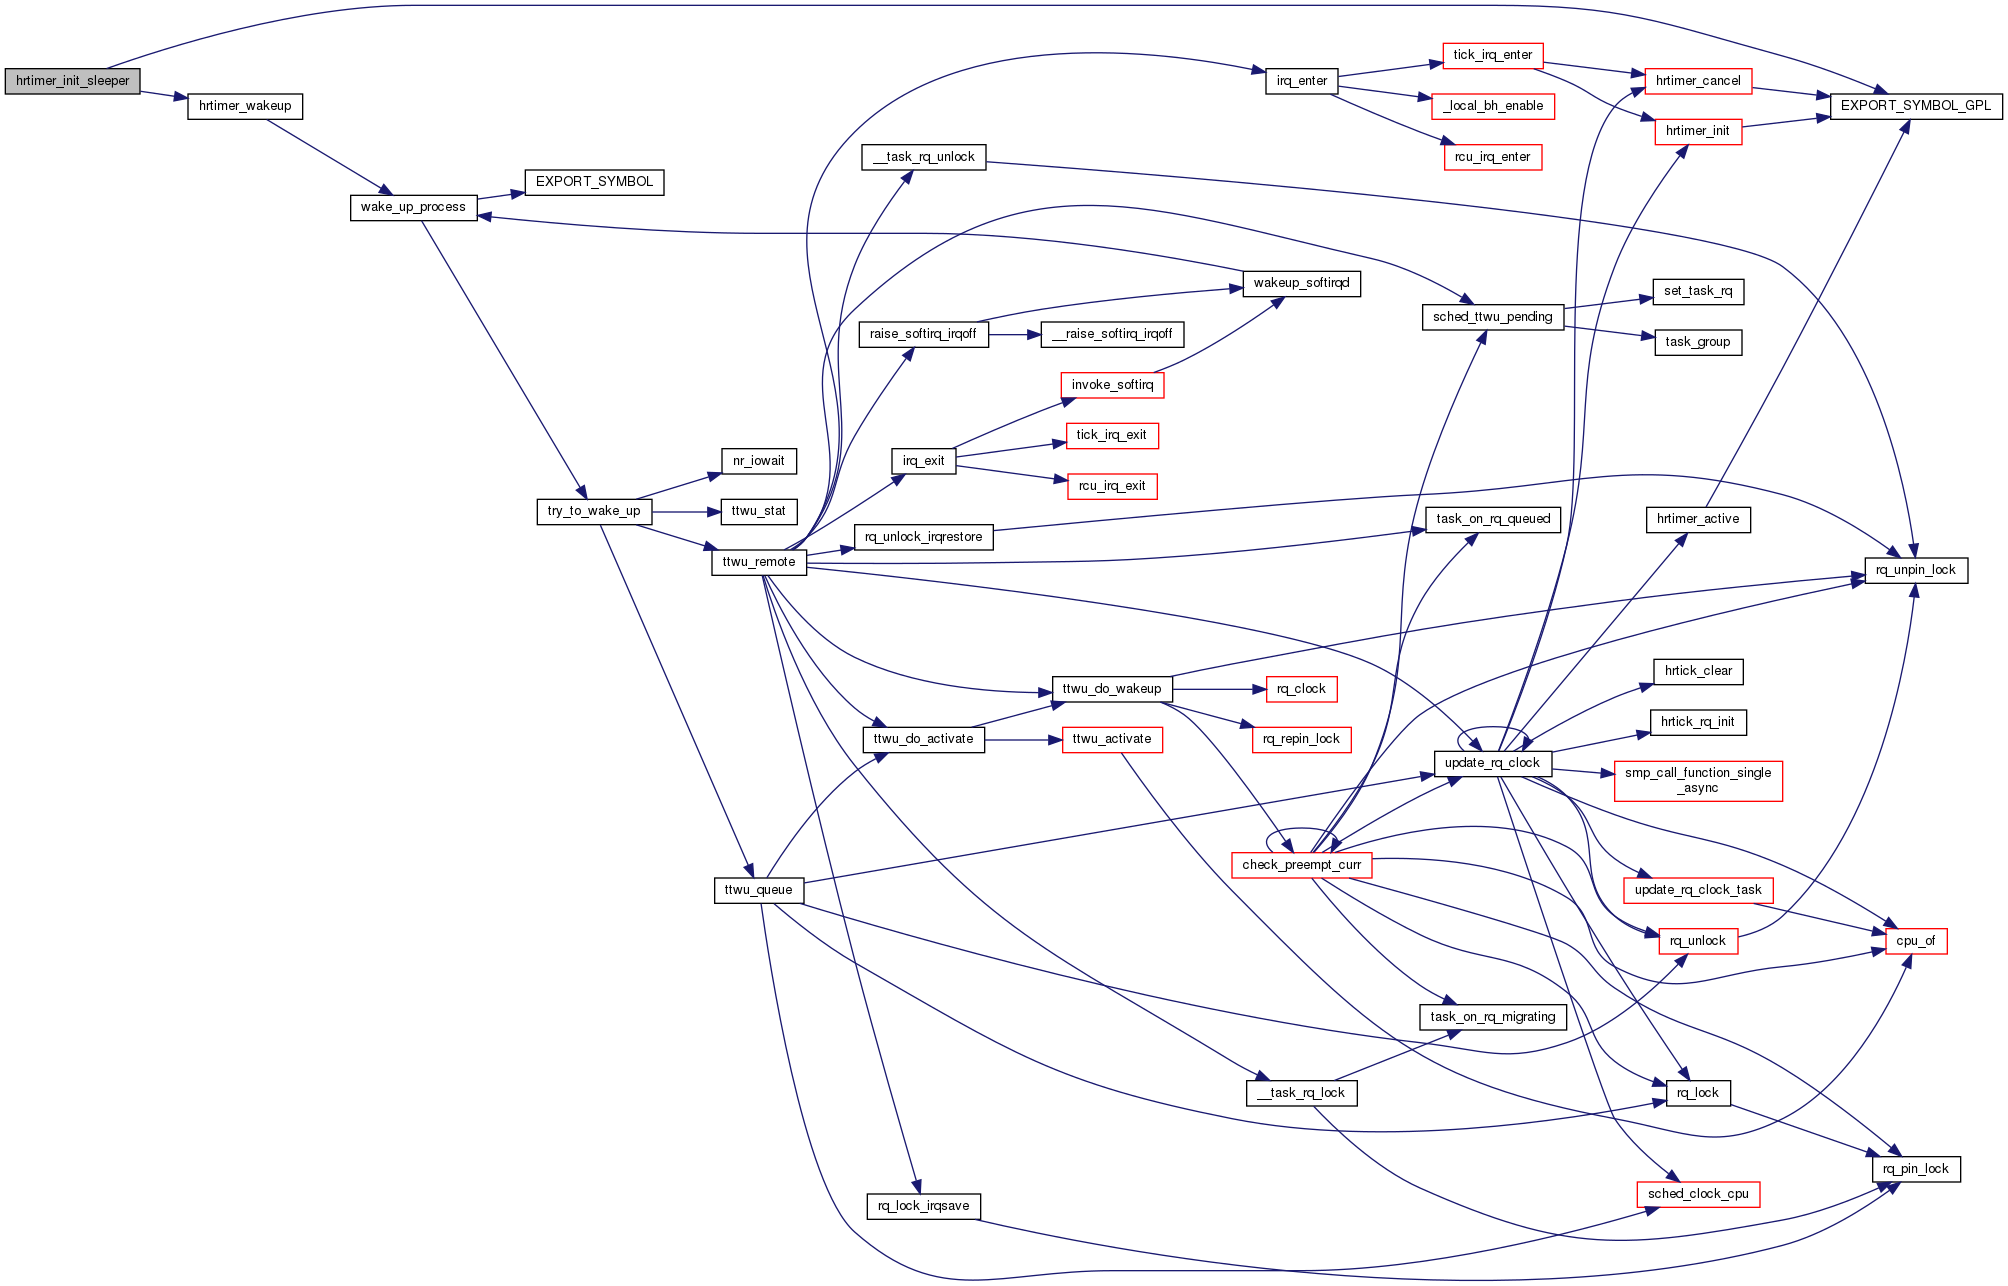 hrtimer_init_sleeper
hrtimer_wakeup
wake_up_process
EXPORT_SYMBOL
try_to_wake_up
nr_iowait
ttwu_stat
ttwu_remote
ttwu_queue
__task_rq_unlock
raise_softirq_irqoff
__raise_softirq_irqoff
wakeup_softirqd
invoke_softirq
irq_exit
tick_irq_exit
rcu_irq_exit
rq_unlock_irqrestore
ttwu_do_wakeup
ttwu_do_activate
ttwu_activate
rq_clock
rq_repin_lock
check_preempt_curr
__task_rq_lock
rq_lock_irqsave
irq_enter
tick_irq_enter
_local_bh_enable
rcu_irq_enter
hrtimer_cancel
hrtimer_init
EXPORT_SYMBOL_GPL
sched_ttwu_pending
set_task_rq
task_group
task_on_rq_queued
hrtimer_active
rq_unpin_lock
hrtick_clear
hrtick_rq_init
update_rq_clock
smp_call_function_single
_async
update_rq_clock_task
rq_unlock
cpu_of
task_on_rq_migrating
rq_lock
rq_pin_lock
sched_clock_cpu